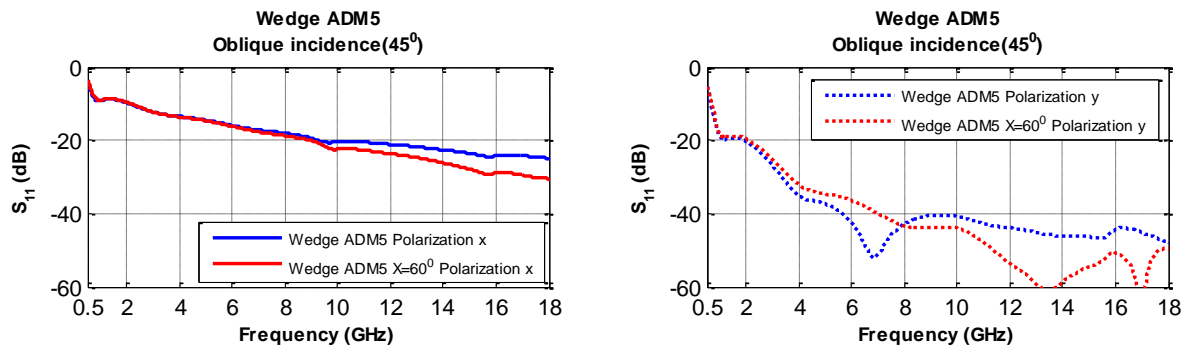 Wedge ADM5
Oblique incidence(45⁰)
0
-20
-40
-60
S₁₁ (dB)
Wedge ADM5 Polarization x
Wedge ADM5 X=60⁰ Polarization x
0.5 2 4 6 8 10 12 14 16 18
Frequency (GHz)
Wedge ADM5
Oblique incidence(45⁰)
0
-20
-40
-60
S₁₁ (dB)
Wedge ADM5 Polarization y
Wedge ADM5 X=60⁰ Polarization y
0.5 2 4 6 8 10 12 14 16 18
Frequency (GHz)